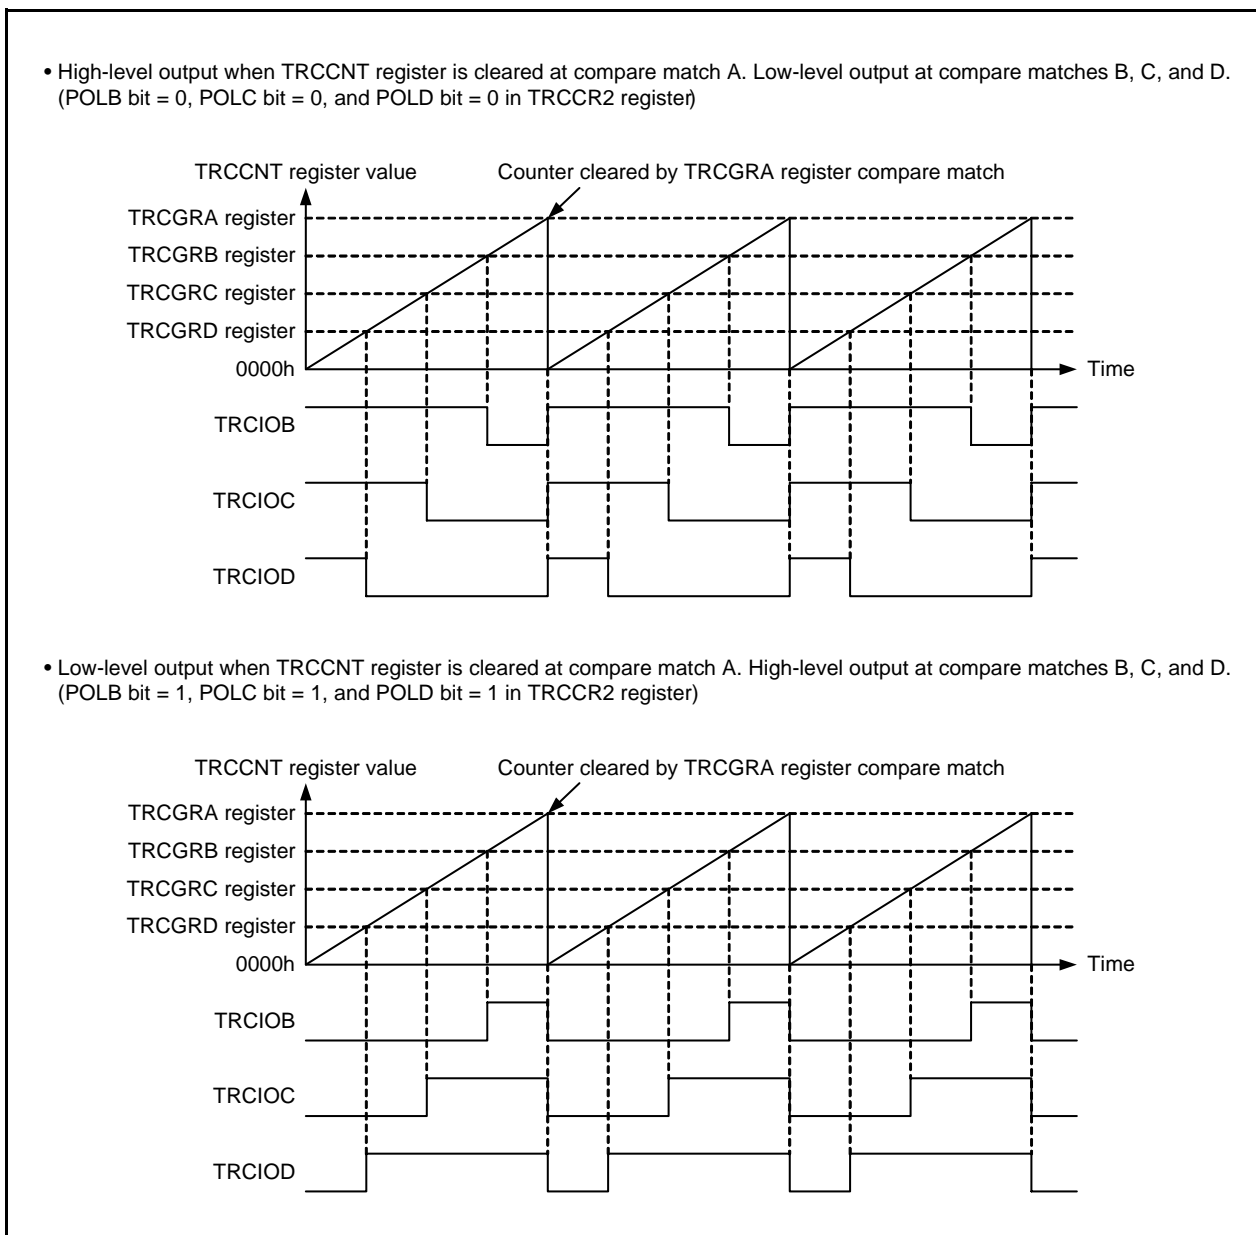 • High-level output when TRCCNT register is cleared at compare match A. Low-level output at compare matches B, C, and D.
(POLB bit = 0, POLC bit = 0, and POLD bit = 0 in TRCCR2 register)
TRCCNT register value
Counter cleared by TRCGRA register compare match
TRCGRA register
TRCGRB register
TRCGRC register
TRCGRD register
0000h
Time
TRCIOB
TRCIOC
TRCIOD
• Low-level output when TRCCNT register is cleared at compare match A. High-level output at compare matches B, C, and D.
(POLB bit = 1, POLC bit = 1, and POLD bit = 1 in TRCCR2 register)
TRCCNT register value
Counter cleared by TRCGRA register compare match
TRCGRA register
TRCGRB register
TRCGRC register
TRCGRD register
0000h
Time
TRCIOB
TRCIOC
TRCIOD